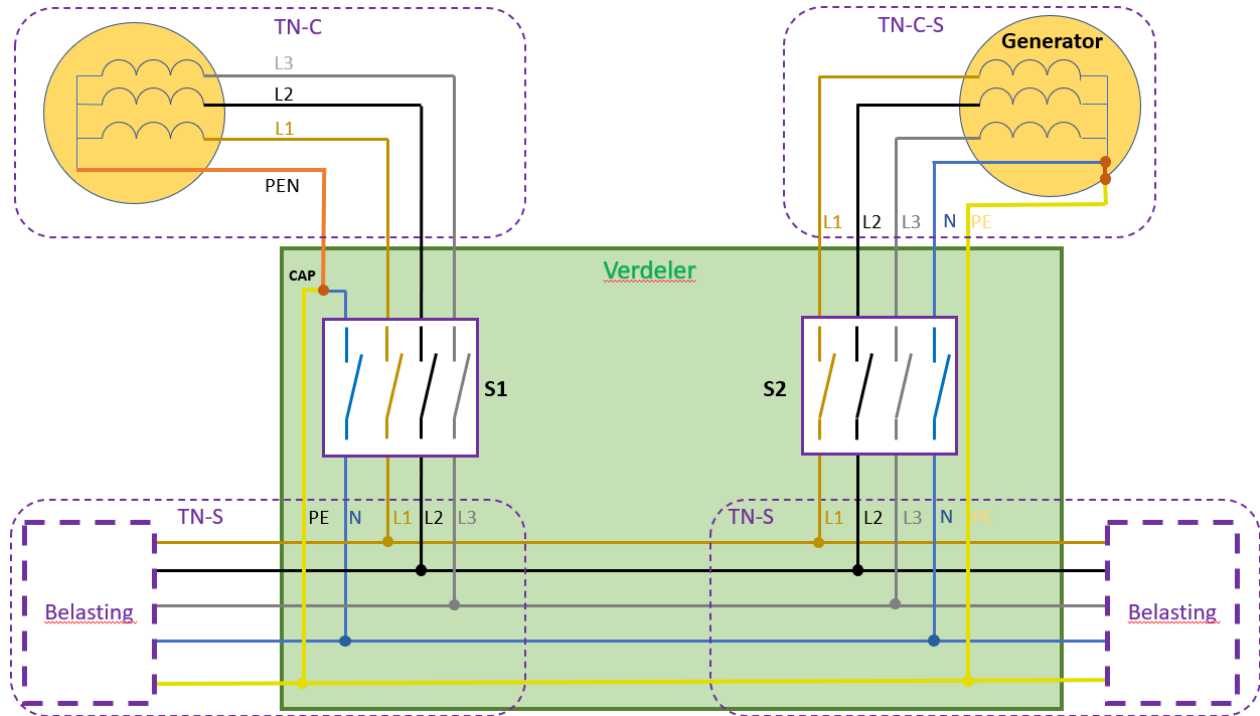 TN-C
TN-C-S
Generator
L3
L2
L1
PEN
L1
L2
L3
N
PE
CAP
Verdeler
S1
S2
TN-S
PE
N
L1
L2
L3
TN-S
L1
L2
L3
N
PE
Belasting
Belasting